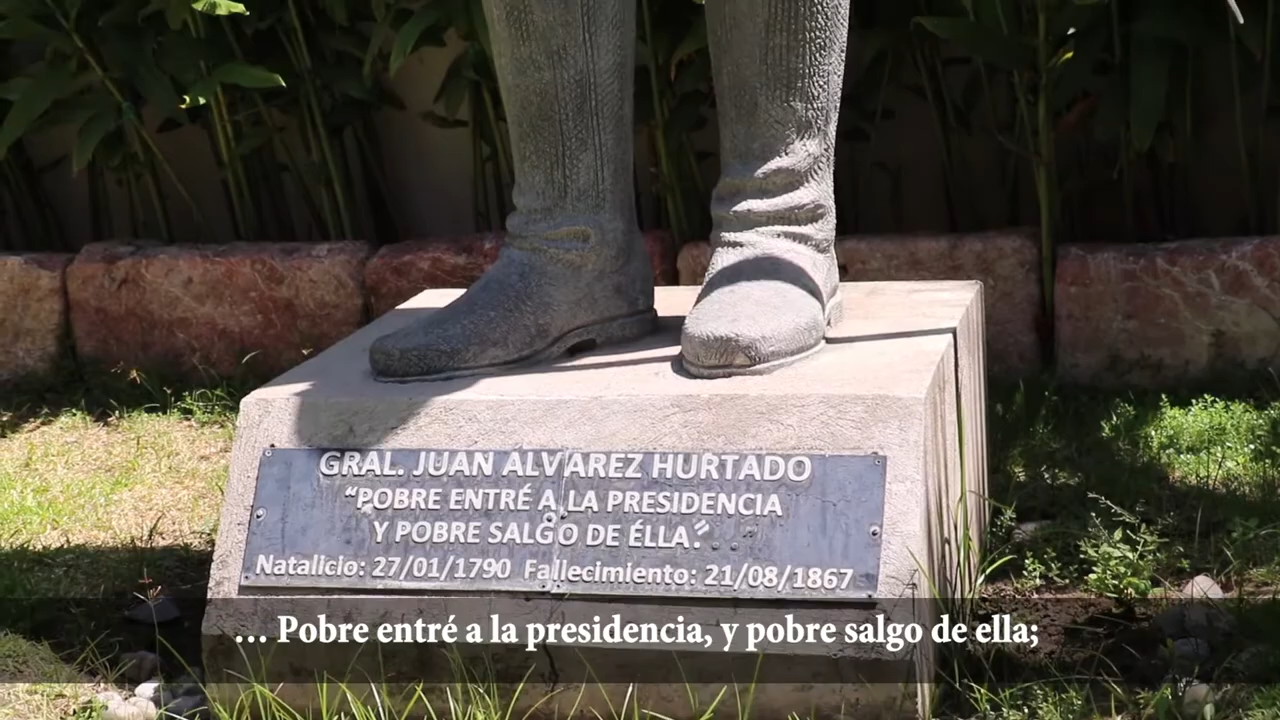 GRAL. JUAN ÁLVAREZ HURTADO
“POBRE ENTRÉ A LA PRESIDENCIA
Y POBRE SALGO DE ÉLLA.”
Natalicio: 27/01/1790 Fallecimiento: 21/08/1867
... Pobre entré a la presidencia, y pobre salgo de ella;